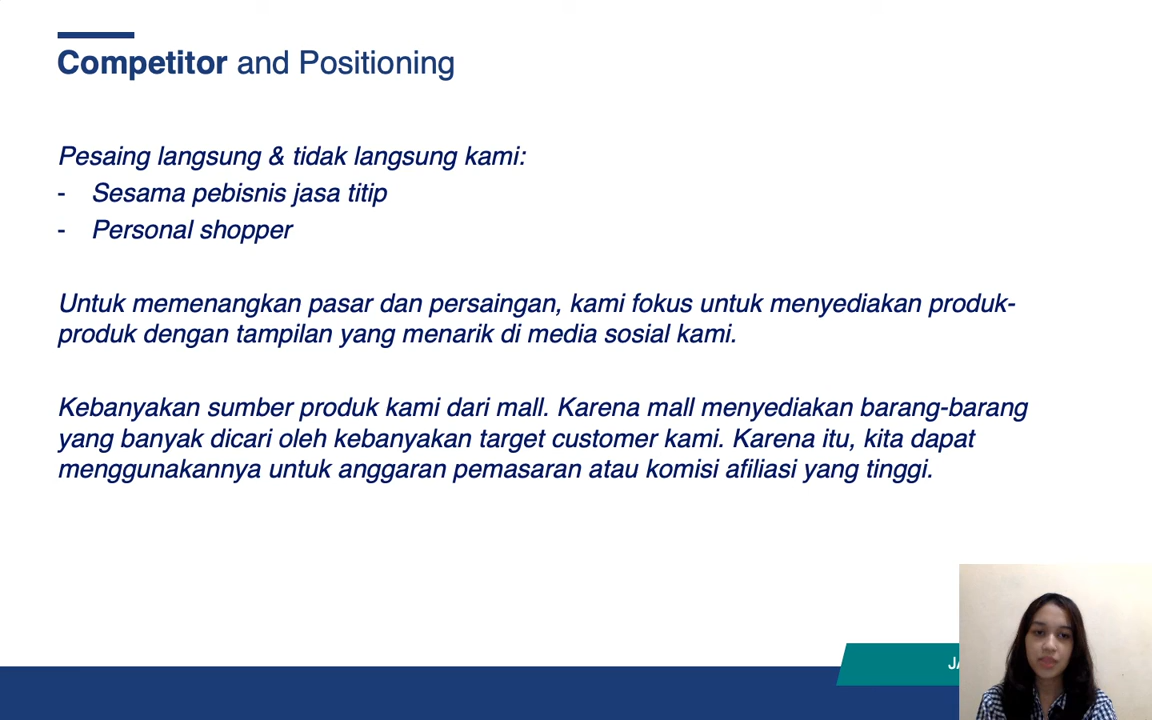 Competitor and Positioning
Pesaing langsung & tidak langsung kami:
- Sesama pebisnis jasa titip
- Personal shopper
Untuk memenangkan pasar dan persaingan, kami fokus untuk menyediakan produk-
produk dengan tampilan yang menarik di media sosial kami.
Kebanyakan sumber produk kami dari mall. Karena mall menyediakan barang-barang
yang banyak dicari oleh kebanyakan target customer kami. Karena itu, kita dapat
menggunakannya untuk anggaran pemasaran atau komisi afiliasi yang tinggi.